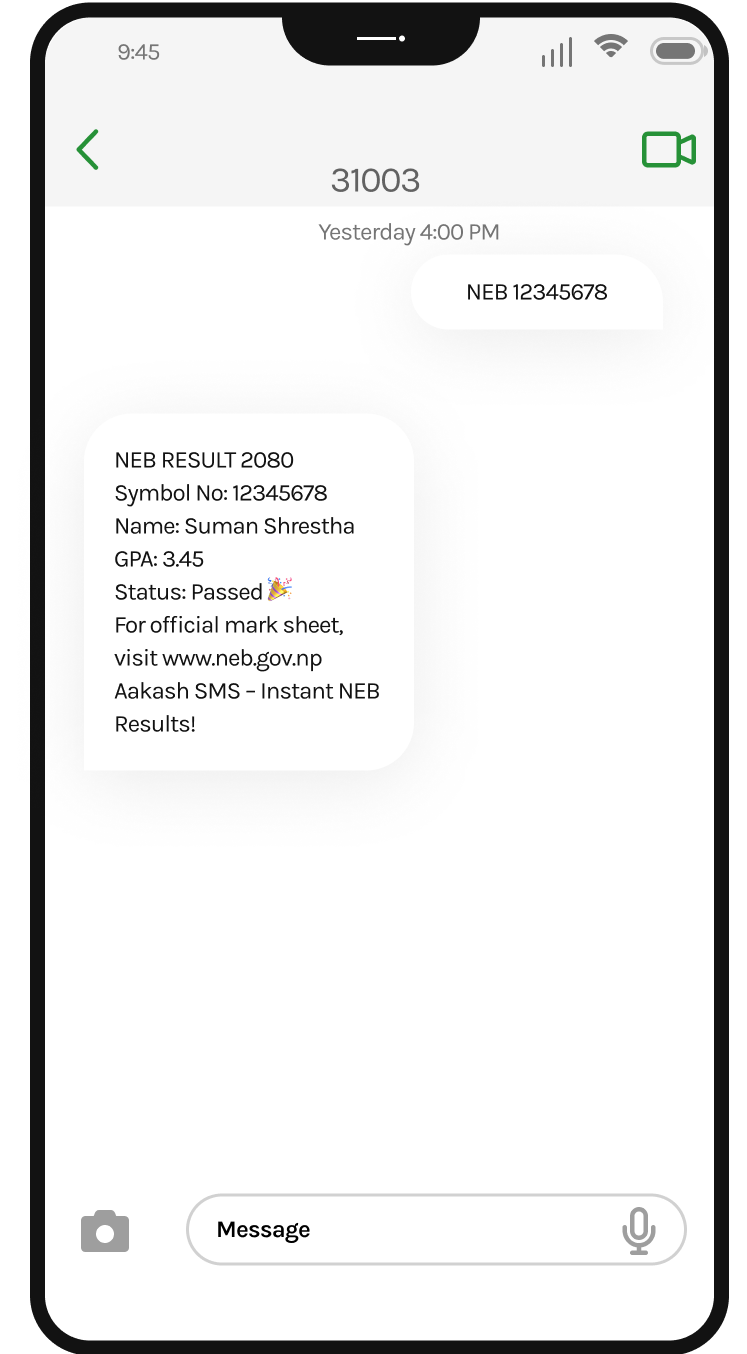 9:45
31003
Yesterday 4:00 PM
NEB 12345678
NEB RESULT 2080
Symbol No: 12345678
Name: Suman Shrestha
GPA: 3.45
Status: Passed🎉
For official mark sheet,
visit www.neb.gov.np
Aakash SMS – Instant NEB
Results!
Message